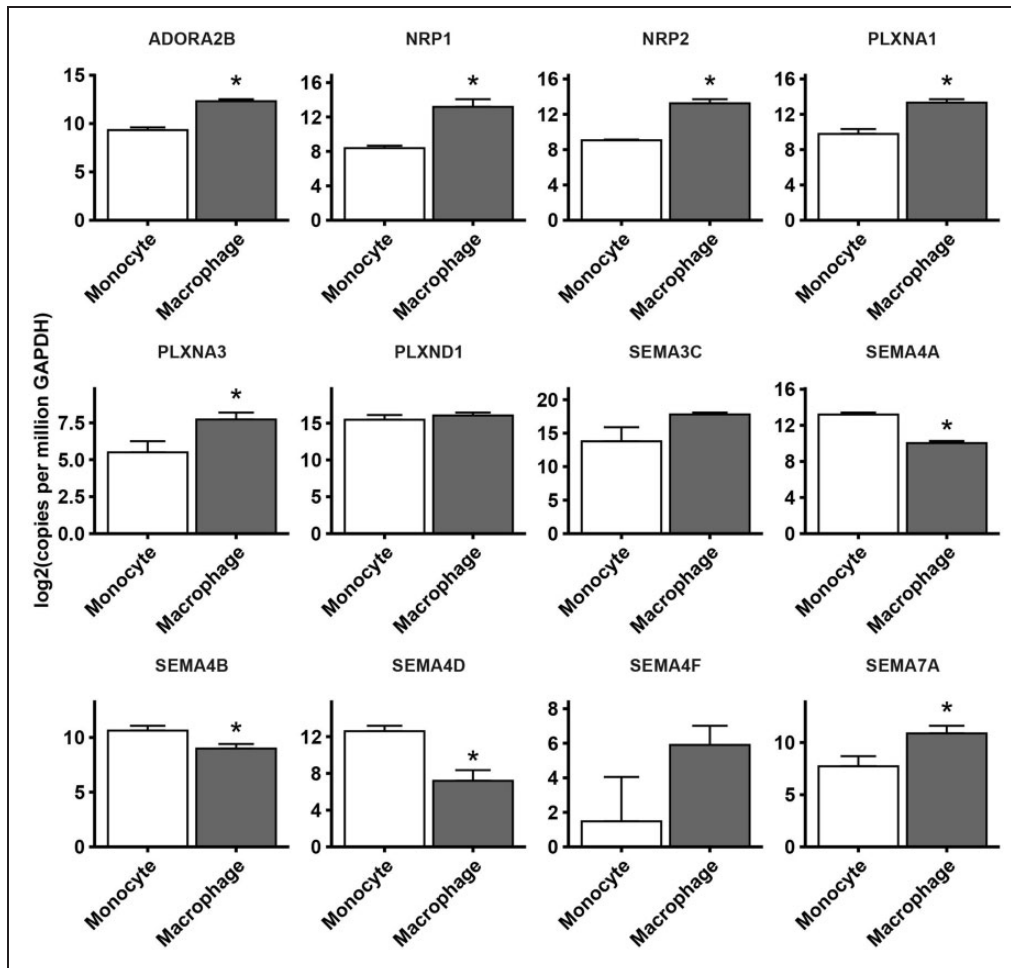 ADORA2B
NRP1
NRP2
PLXNA1
15
10
5
0
*
Monocyte
Macrophage
16
12
8
4
0
*
Monocyte
Macrophage
16
12
8
4
0
*
Monocyte
Macrophage
16
12
8
4
0
*
Monocyte
Macrophage
log2(copies per million GAPDH)
PLXNA3
PLXND1
SEMA3C
SEMA4A
7.5
5.0
2.5
0.0
*
Monocyte
Macrophage
15
10
5
0
Monocyte
Macrophage
20
15
10
5
0
Monocyte
Macrophage
16
12
8
4
0
*
Monocyte
Macrophage
SEMA4B
SEMA4D
SEMA4F
SEMA7A
10
5
0
*
Monocyte
Macrophage
12
8
4
0
*
Monocyte
Macrophage
8
6
4
2
0
Monocyte
Macrophage
10
5
0
*
Monocyte
Macrophage